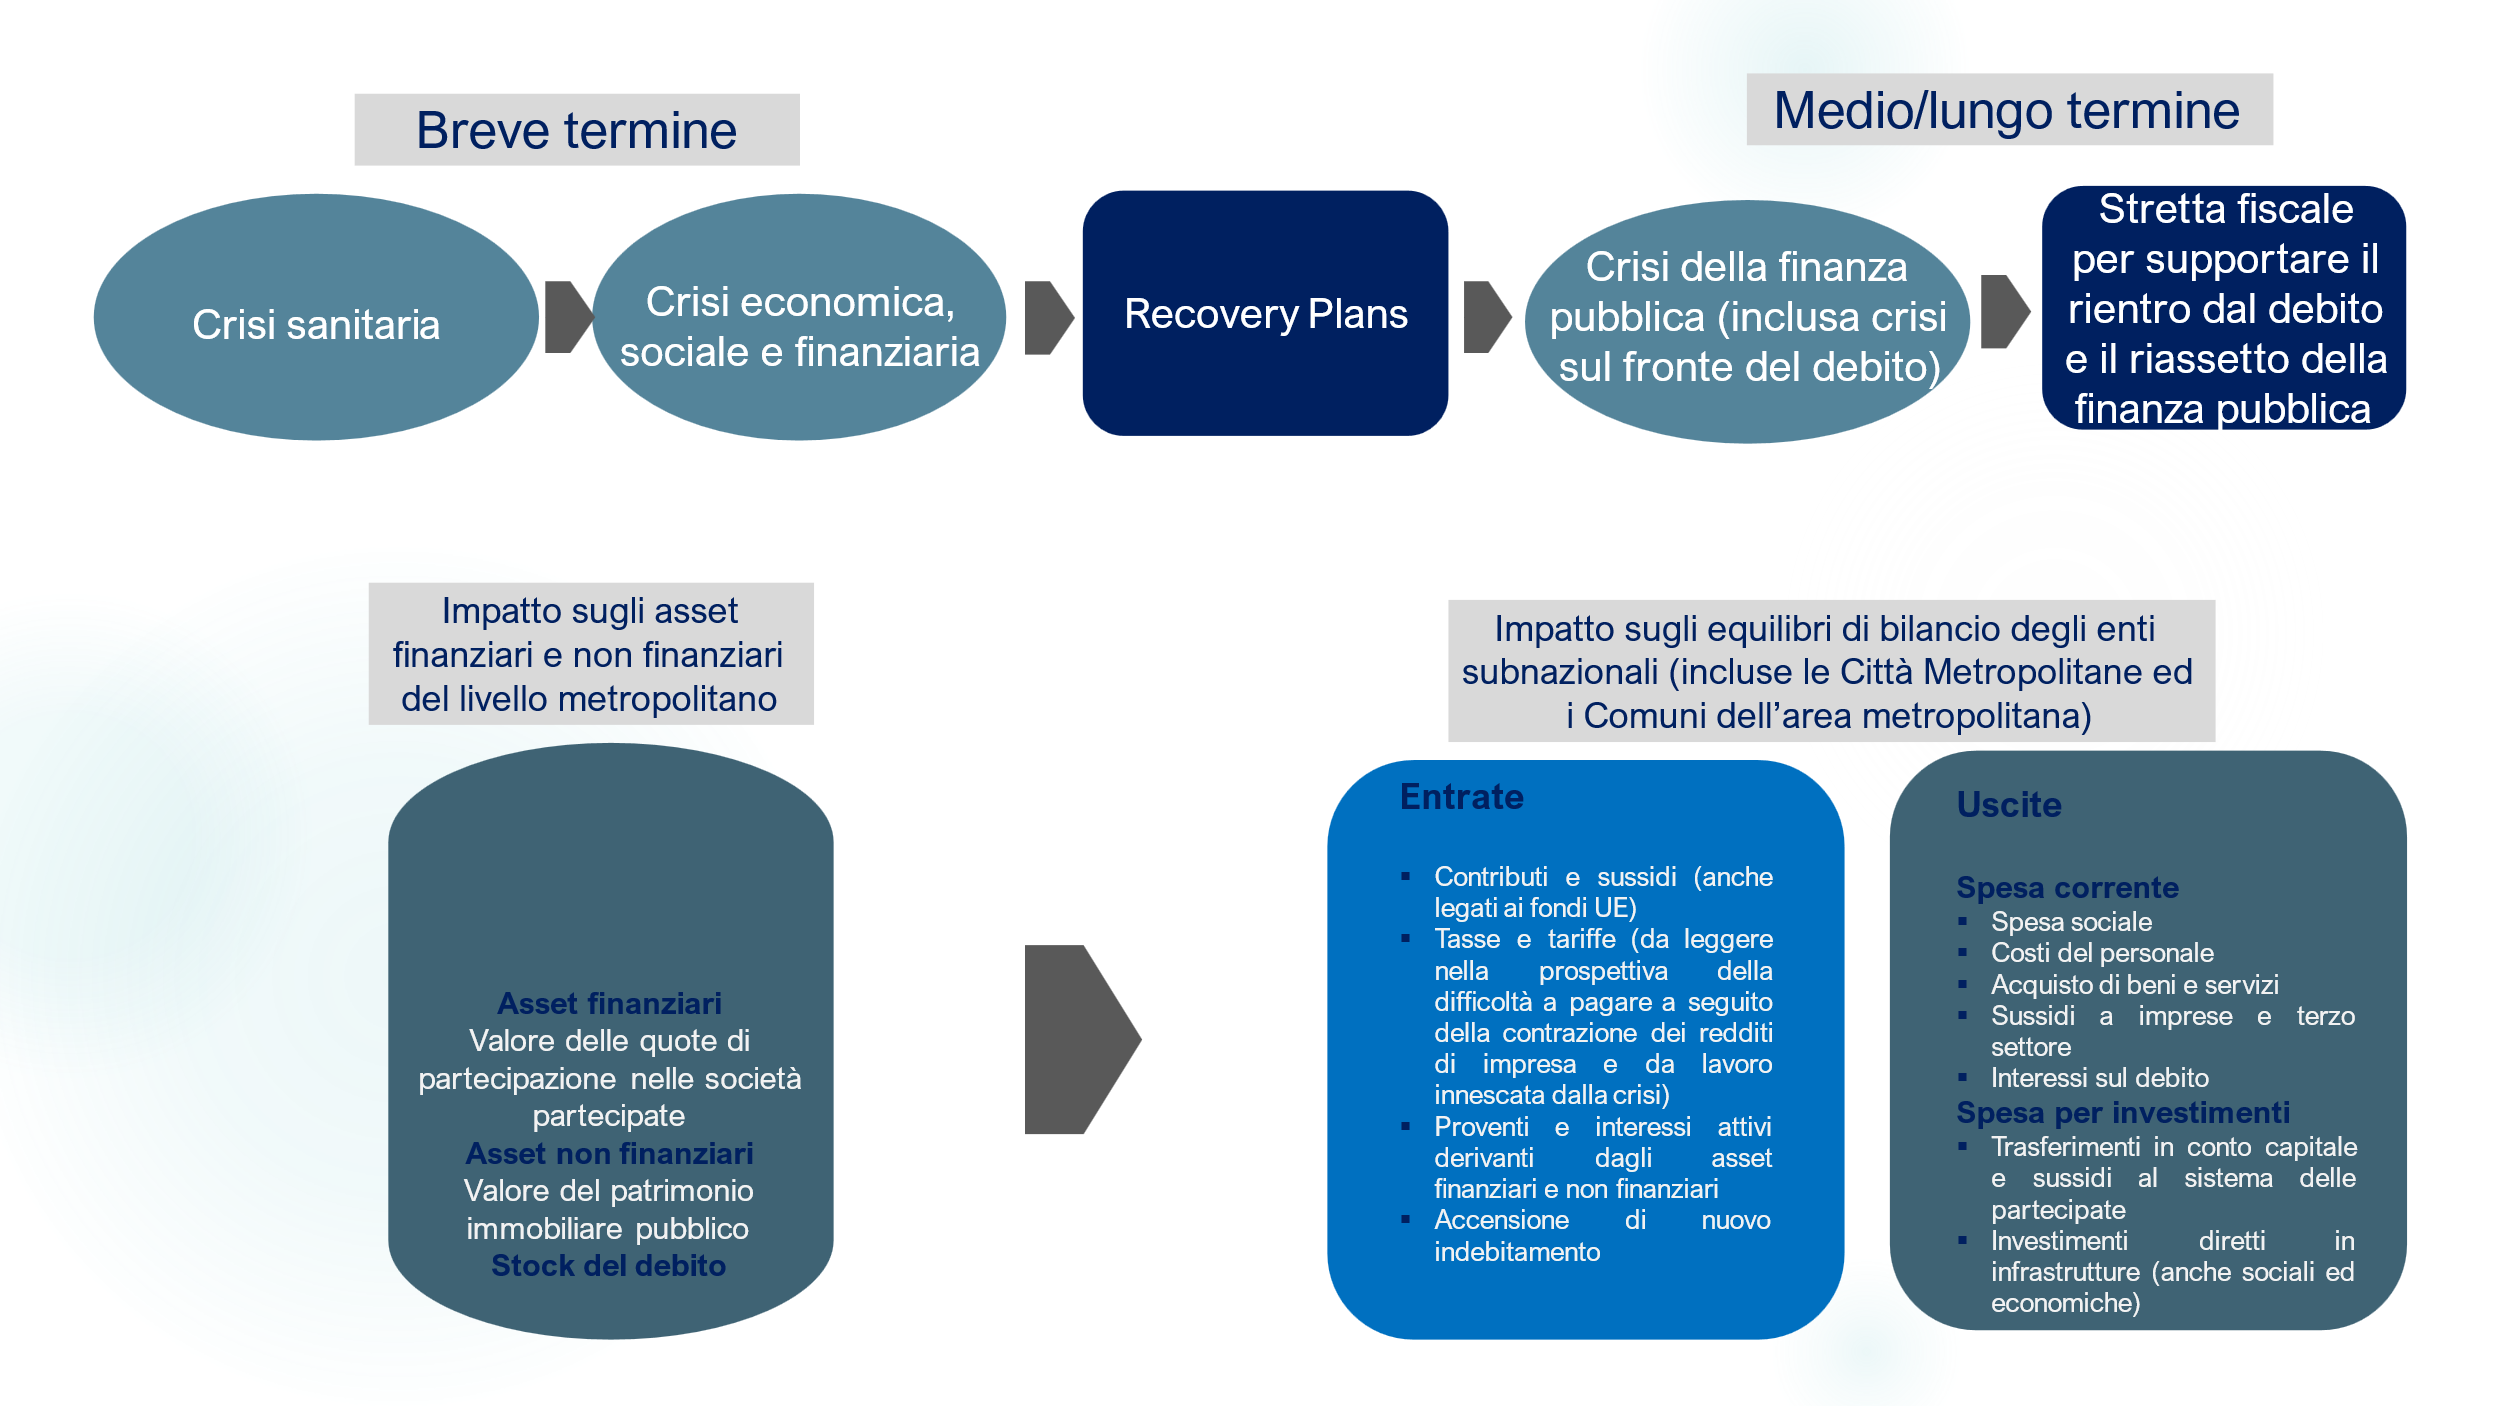 Breve termine
Medio/lungo termine
Crisi sanitaria
Crisi economica,
sociale e finanziaria
Recovery Plans
Crisi della finanza
pubblica (inclusa crisi
sul fronte del debito)
Stretta fiscale
per supportare il
rientro dal debito
e il riassetto della
finanza pubblica
Impatto sugli asset
finanziari e non finanziari
del livello metropolitano
Asset finanziari
Valore delle quote di
partecipazione nelle società
partecipate
Asset non finanziari
Valore del patrimonio
immobiliare pubblico
Stock del debito
Impatto sugli equilibri di bilancio degli enti
subnazionali (incluse le Città Metropolitane ed
i Comuni dell’area metropolitana)
Entrate
▪ Contributi e sussidi (anche
legati ai fondi UE)
▪ Tasse e tariffe (da leggere
nella prospettiva della
difficoltà a pagare a seguito
della contrazione dei redditi
di impresa e da lavoro
innescata dalla crisi)
▪ Proventi e interessi attivi
derivanti dagli asset
finanziari e non finanziari
▪ Accensione di nuovo
indebitamento
Uscite
Spesa corrente
▪ Spesa sociale
▪ Costi del personale
▪ Acquisto di beni e servizi
▪ Sussidi a imprese e terzo
settore
▪ Interessi sul debito
Spesa per investimenti
▪ Trasferimenti in conto capitale
e sussidi al sistema delle
partecipate
▪ Investimenti diretti in
infrastrutture (anche sociali ed
economiche)